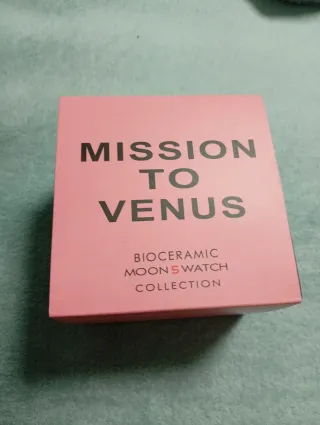 MISSION
TO
VENUS
BIOCERAMIC
MOONSWATCH
COLLECTION